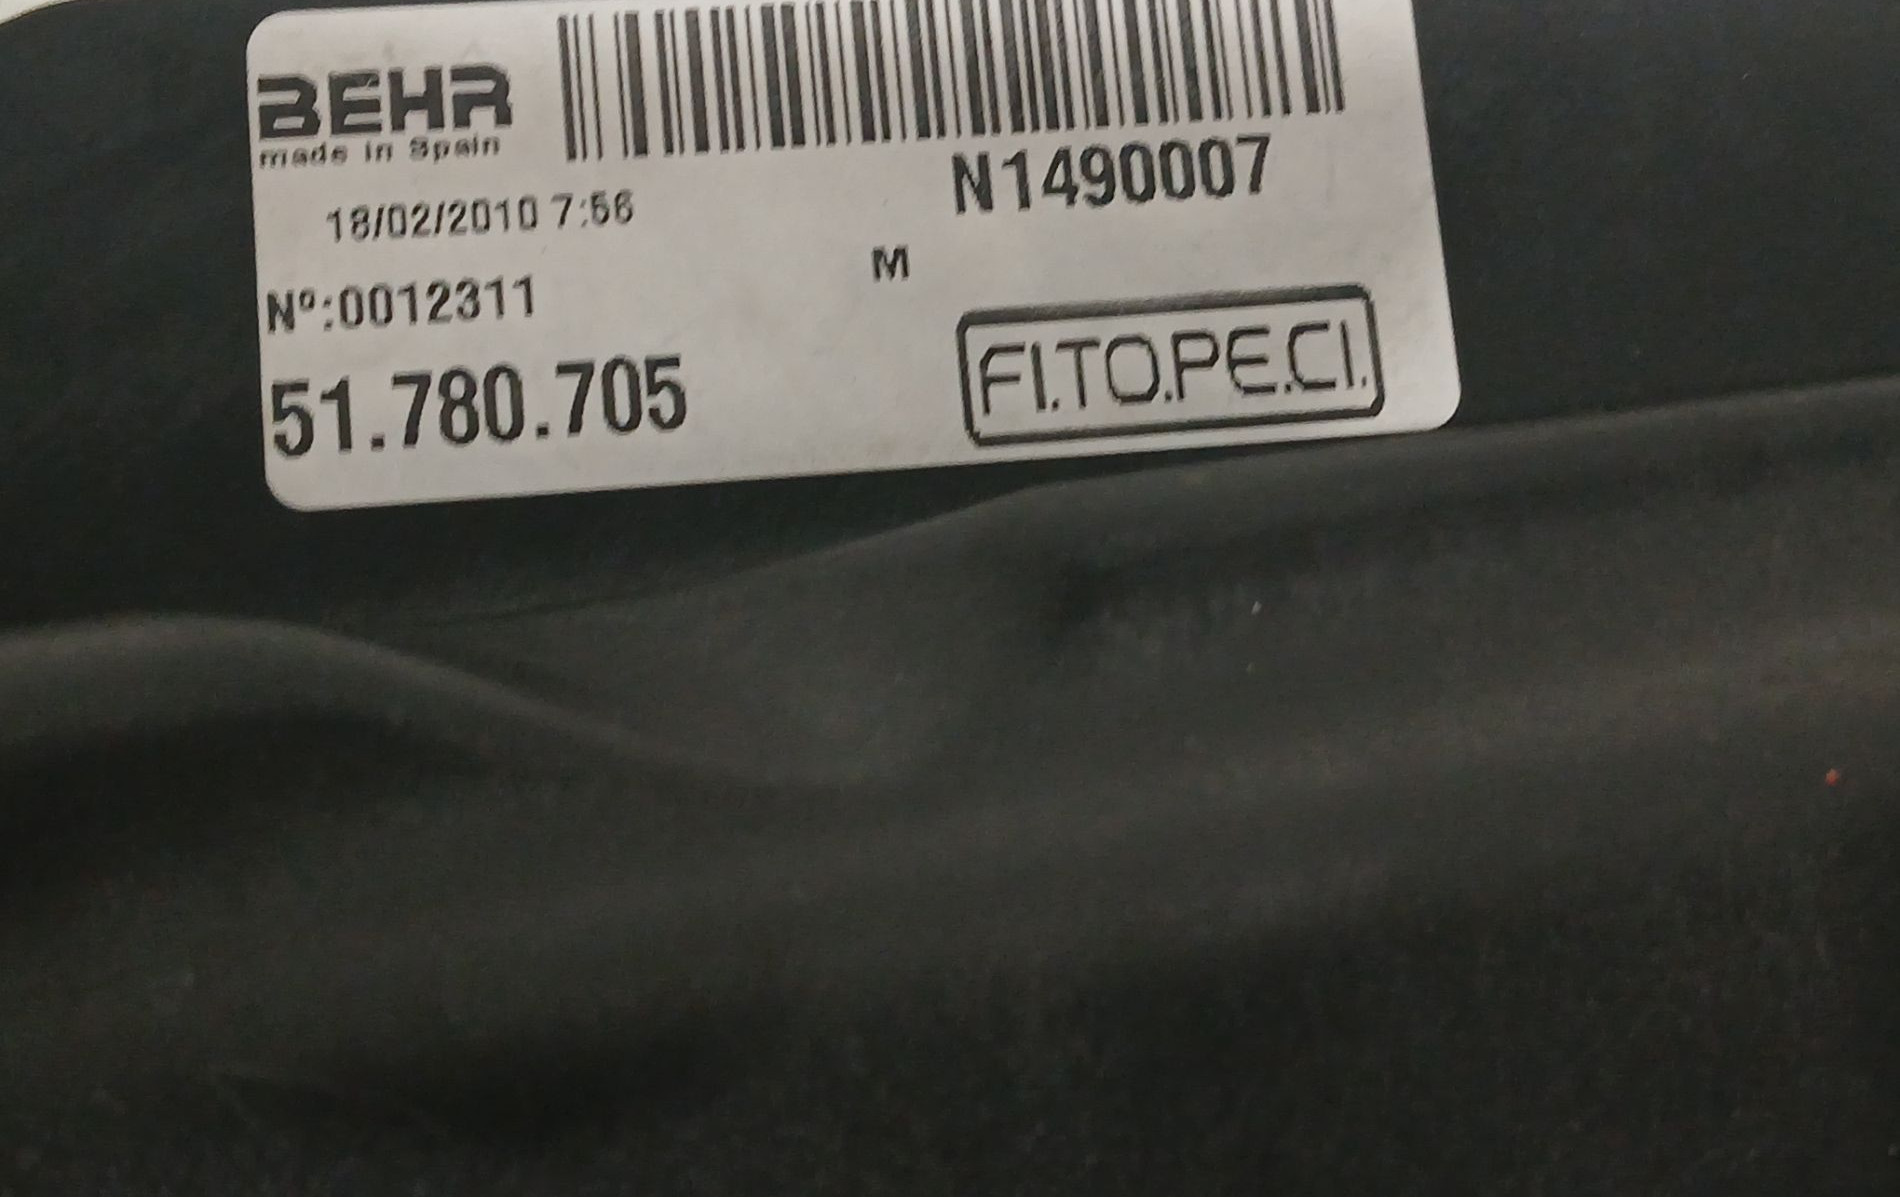 BEHR
made in Spain
N1490007
18/02/2010 7:56
M
Nº:0012311
51.780.705
FI.TO.PE.CI.